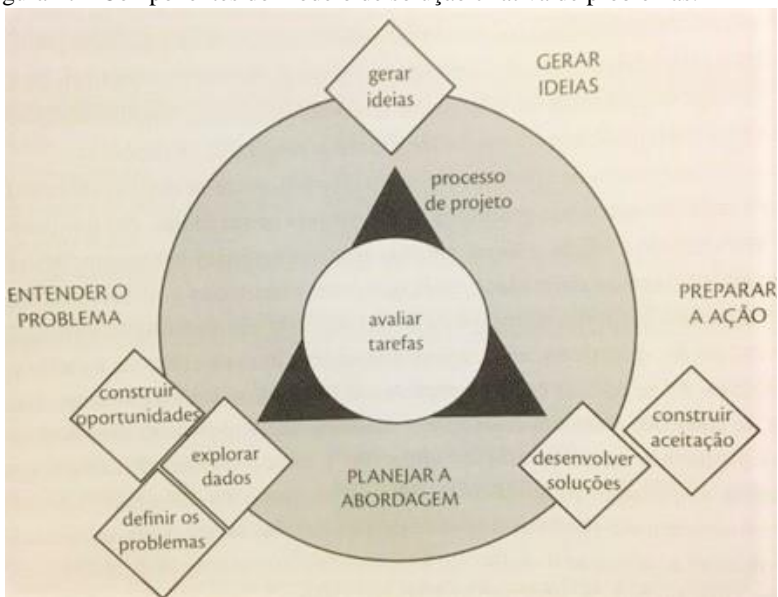 gerar
ideias
GERAR
IDEIAS
processo
de projeto
ENTENDER O
PROBLEMA
avaliar
tarefas
PREPARAR
A AÇÃO
construir
oportunidades
explorar
dados
definir os
problemas
PLANEJAR A
ABORDAGEM
desenvolver
soluções
construir
aceitação